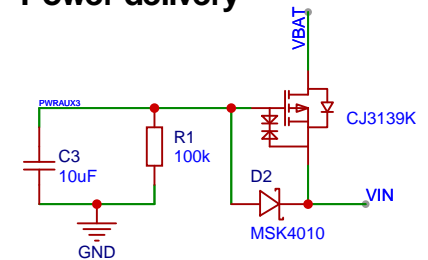 Power delivery
VBAT
PWRAUX3
CJ3139K
R1
100k
C3
10uF
D2
VIN
MSK4010
GND